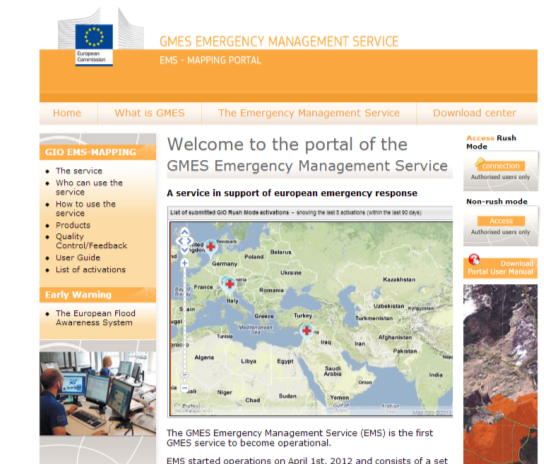 European
Commission
GMES EMERGENCY MANAGEMENT SERVICE
EMS - MAPPING PORTAL
Home
What is GMES
The Emergency Management Service
Download center
GIO EMS-MAPPING
The service
Who can use the
service
How to use the
service
Products
Quality
Control/Feedback
User Guide
List of activations
Early Warning
The European Flood
Awareness System
Welcome to the portal of the
GMES Emergency Management Service
A service in support of european emergency response
List of submitted GIO Rush Mode activations - showing the last 5 activations (within the last 90 days)
Denmark
Kingdom
Germany
Poland
Belarus
Ukraine
France
Romania
Kazakhstan
Italy
Spain
Greece
Turkey
Uzbekistan
Kyrgyzstan
Turkmenistan
Mediterranean
Sea
Tunisia
Iraq
Iran
Afghanistan
Pakistan
Algeria
Libya
Egypt
Saudi
Arabia
India
Mali
Niger
Chad
Sudan
Oman
Yemen
The GMES Emergency Management Service (EMS) is the first
GMES service to become operational.
EMS started operations on April 1st, 2012 and consists of a set
Access Rush
Mode
connection
Authorised users only
Non-rush mode
Access
Authorised users only
Download
Portal User Manual